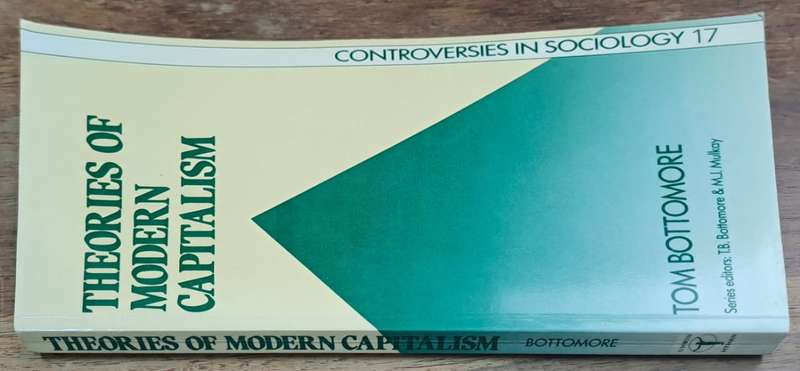 CONTROVERSIES IN SOCIOLOGY 17
THEORIES OF
MODERN
CAPITALISM
TOM BOTTOMORE
Series editors: T.B. Bottomore & M.J. Mulkay
THEORIES OF MODERN CAPITALISM BOTTOMORE